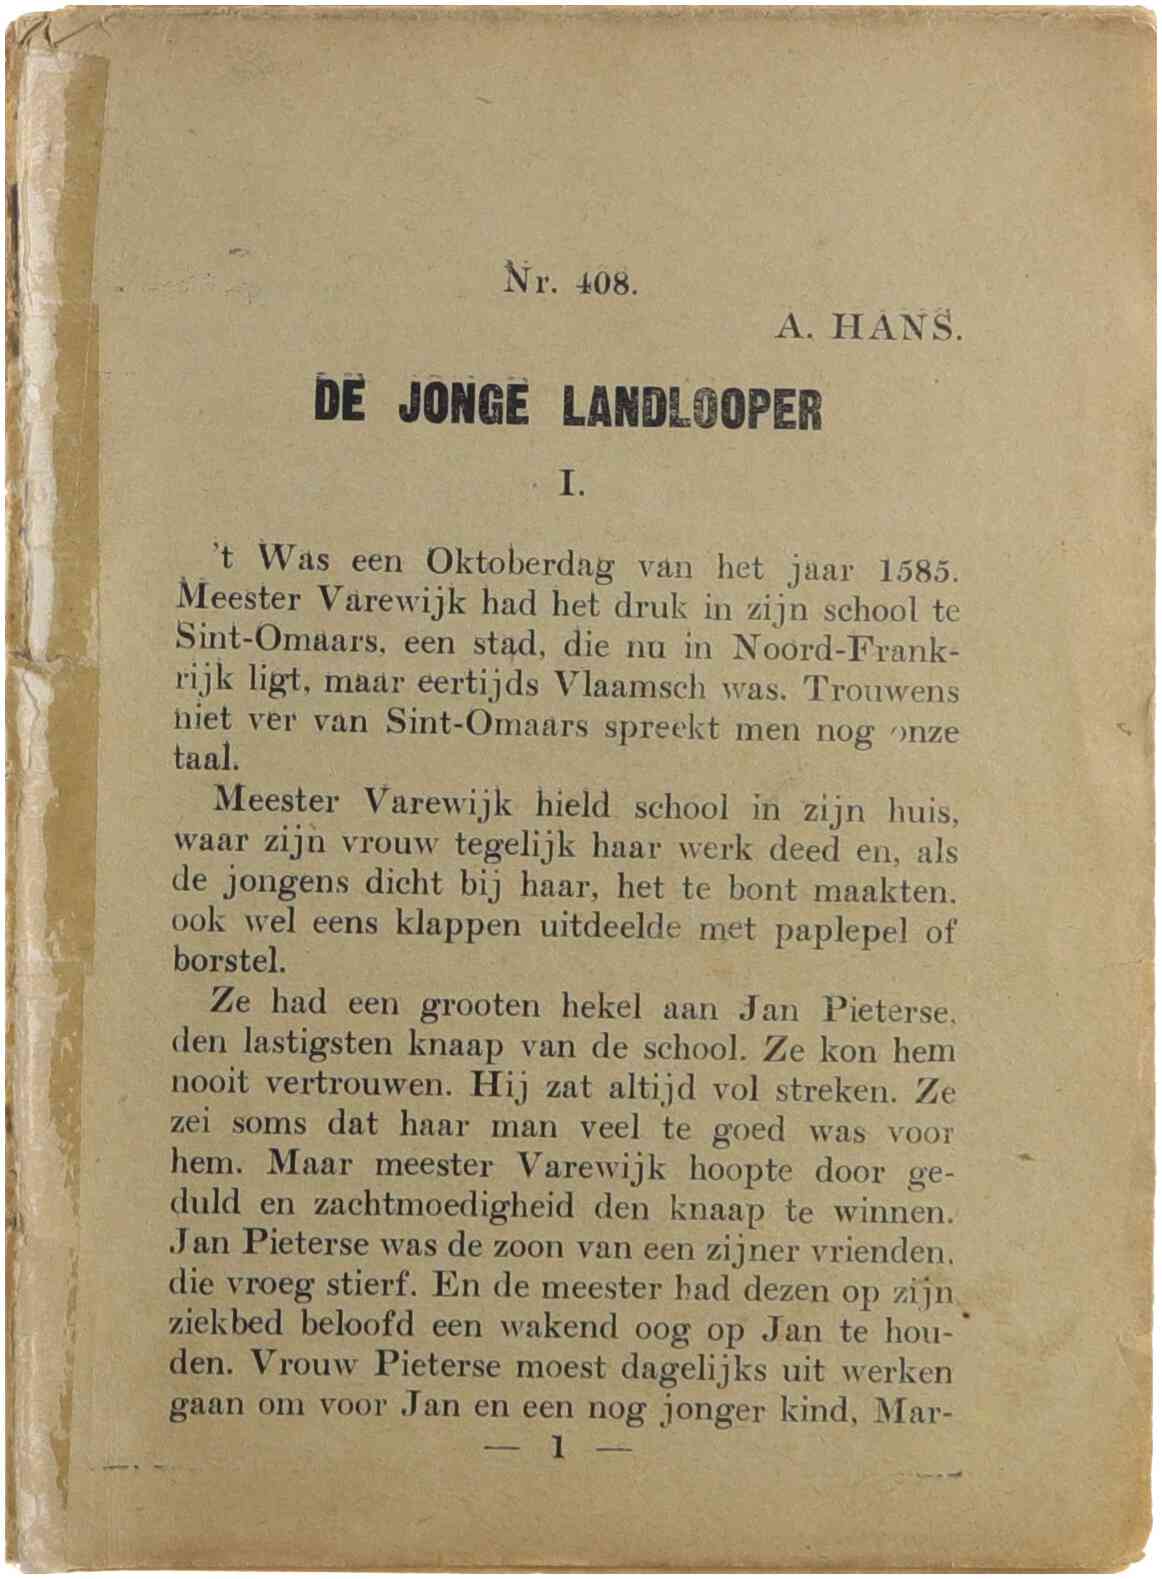 Nr. 408.
A. HANS.
DE JONGE LANDLOOPER
I.
't Was een Oktoberdag van het jaar 1585.
Meester Varewijk had het druk in zijn school te
Sint-Omaars, een stad, die nu in Noord-Frank-
rijk ligt, maar eertijds Vlaamsch was. Trouwens
niet ver van Sint-Omaars spreekt men nog onze
taal.
Meester Varewijk hield school in zijn huis,
waar zijn vrouw tegelijk haar werk deed en, als
de jongens dicht bij haar, het te bont maakten.
ook wel eens klappen uitdeelde met paplepel of
borstel.
Ze had een grooten hekel aan Jan Pieterse,
den lastigsten knaap van de school. Ze kon hem
nooit vertrouwen. Hij zat altijd vol streken. Ze
zei soms dat haar man veel te goed was voor
hem. Maar meester Varewijk hoopte door ge-
duld en zachtmoedigheid den knaap te winnen.
Jan Pieterse was de zoon van een zijner vrienden,
die vroeg stierf. En de meester had dezen op zijn
ziekbed beloofd een wakend oog op Jan te hou-
den. Vrouw Pieterse moest dagelijks uit werken
gaan om voor Jan en een nog jonger kind, Mar-
— 1 —